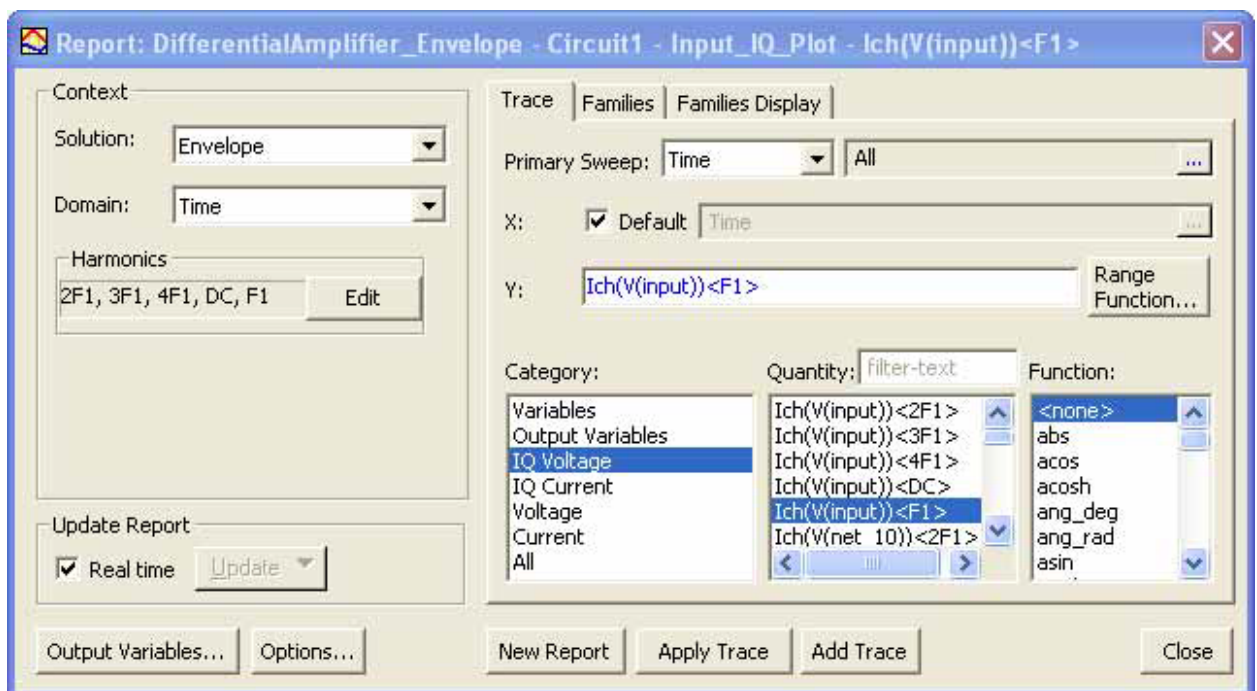 Report: DifferentialAmplifier_Envelope - Circuit1 - Input_IQ_Plot - Ich(V(input))<F1>
Context
Solution: Envelope
Domain: Time
Harmonics
2F1, 3F1, 4F1, DC, F1 Edit
Update Report
Real time Update
Trace Families Families Display
Primary Sweep: Time All ...
X: Default Time ...
Y: Ich(V(input))<F1> Range Function...
Category:
Variables
Output Variables
IQ Voltage
IQ Current
Voltage
Current
All
Quantity: filter-text
Ich(V(input))<2F1>
Ich(V(input))<3F1>
Ich(V(input))<4F1>
Ich(V(input))<DC>
Ich(V(input))<F1>
Ich(V(net_10))<2F1>
Function:
<none>
abs
acos
acosh
ang_deg
ang_rad
asin
Output Variables... Options... New Report Apply Trace Add Trace Close